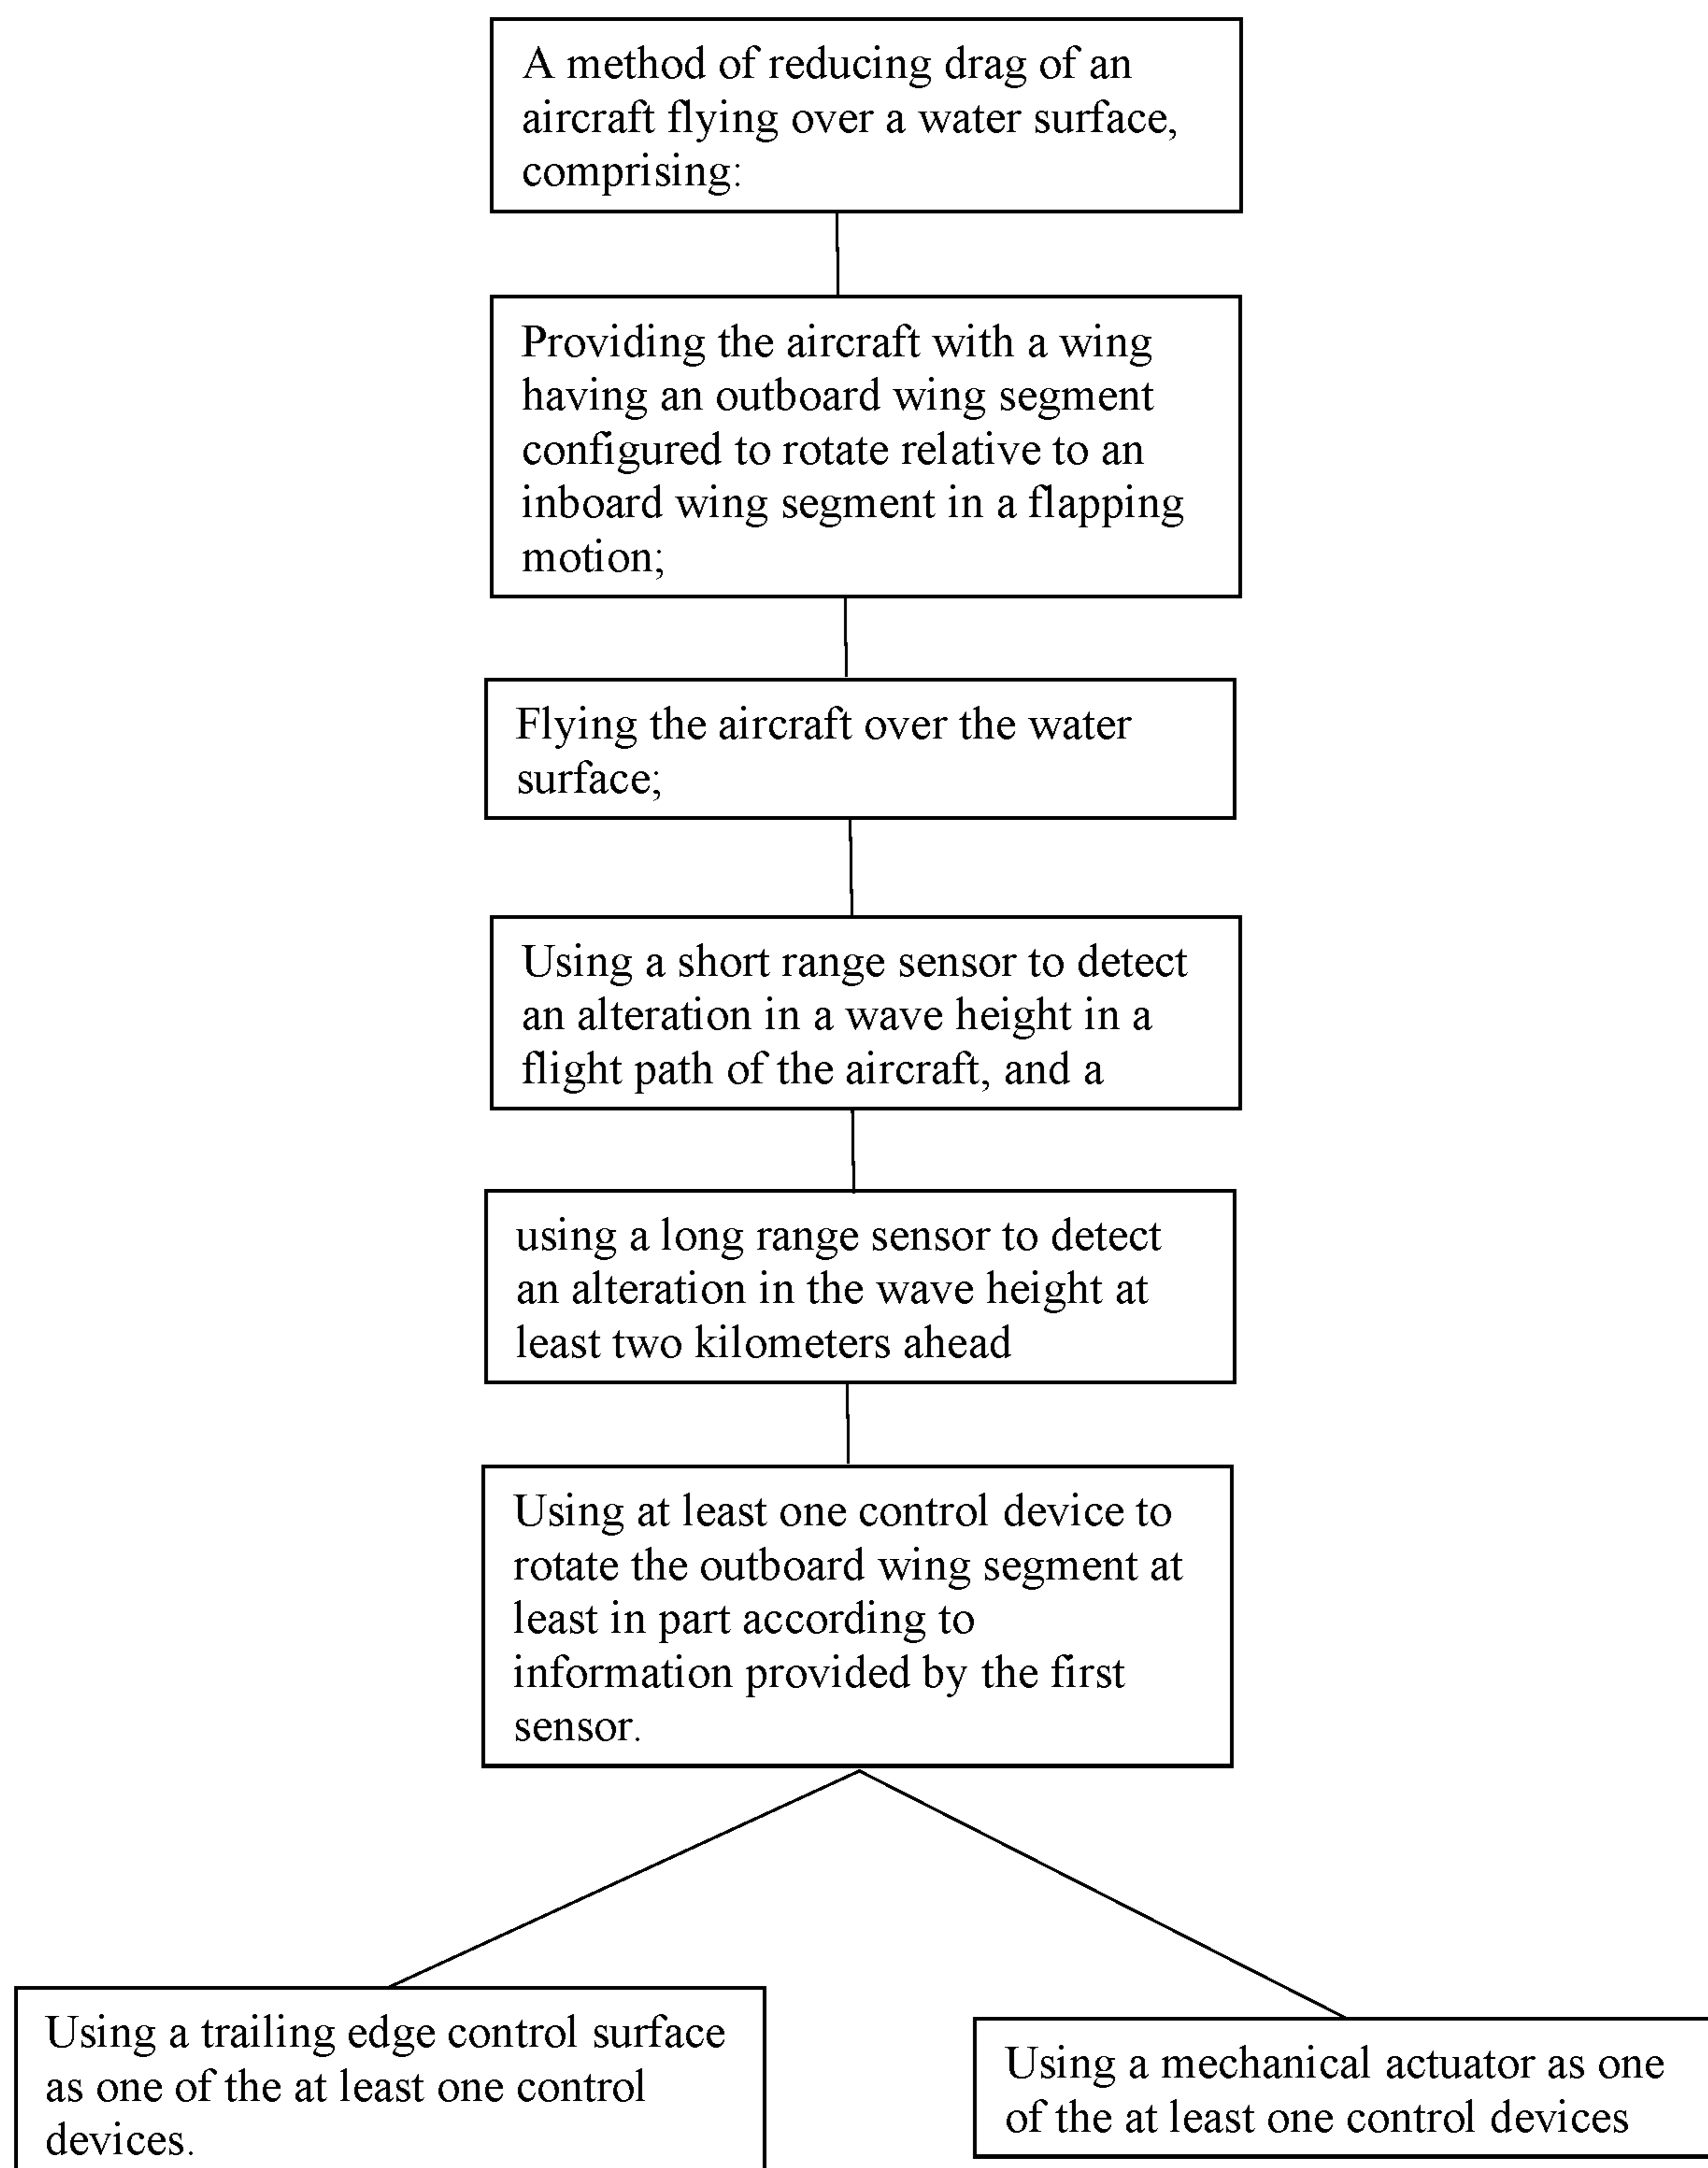 A method of reducing drag of an
aircraft flying over a water surface,
comprising:
Providing the aircraft with a wing
having an outboard wing segment
configured to rotate relative to an
inboard wing segment in a flapping
motion;
Flying the aircraft over the water
surface;
Using a short range sensor to detect
an alteration in a wave height in a
flight path of the aircraft, and a
using a long range sensor to detect
an alteration in the wave height at
least two kilometers ahead
Using at least one control device to
rotate the outboard wing segment at
least in part according to
information provided by the first
sensor.
Using a trailing edge control surface
as one of the at least one control
devices.
Using a mechanical actuator as one
of the at least one control devices